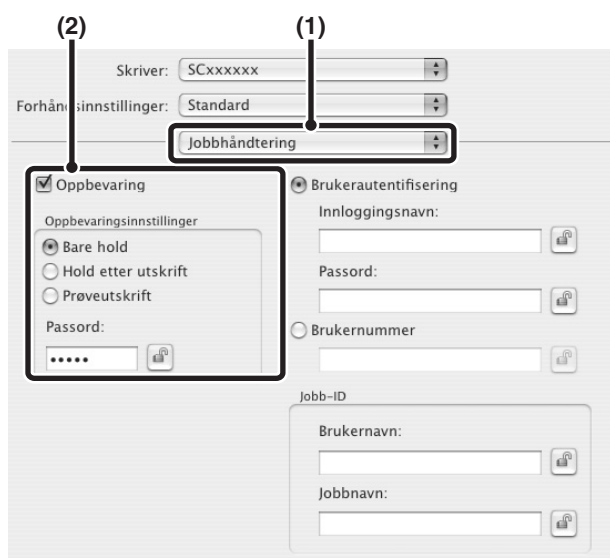 (2) (1)
Skriver: SCxxxxxx
Forhåndsinnstillinger: Standard
Jobbhåndtering
Oppbevaring
Oppbevaringsinnstillinger
Bare hold
Hold etter utskrift
Prøveutskrift
Passord:
•••••
Brukerautentifisering
Innloggingsnavn:
Passord:
Brukernummer
Jobb-ID
Brukernavn:
Jobbnavn: